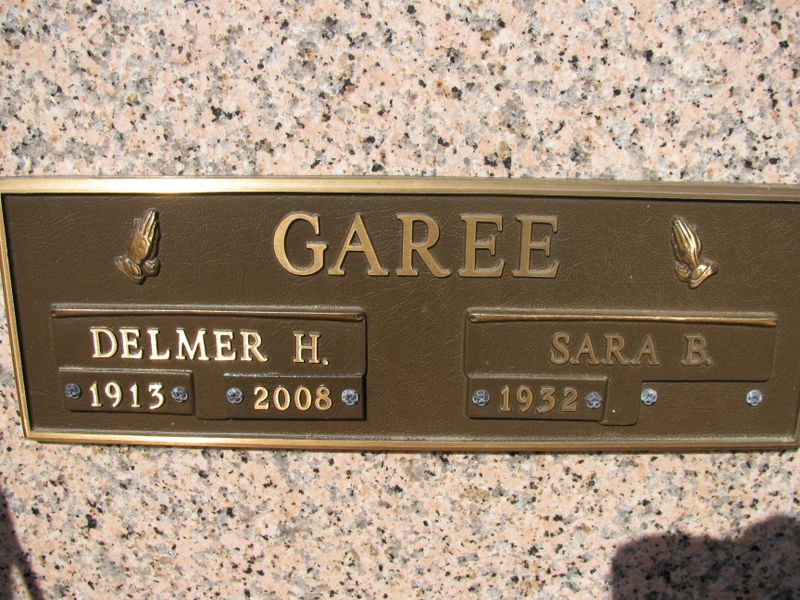 GAREE
DELMER H.
1913 2008
SARA B.
1932